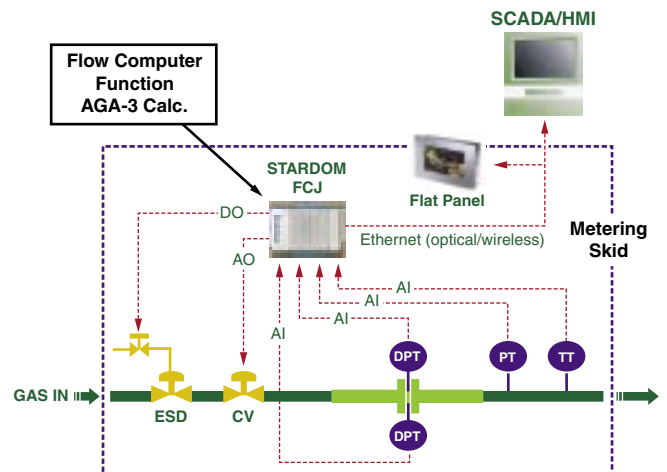 SCADA/HMI
Flow Computer
Function
AGA-3 Calc.
STARDOM
FCJ
Flat Panel
DO
Ethernet (optical/wireless)
Metering
Skid
AO
AI
AI
AI
AI
DPT
PT
TT
GAS IN
ESD
CV
DPT